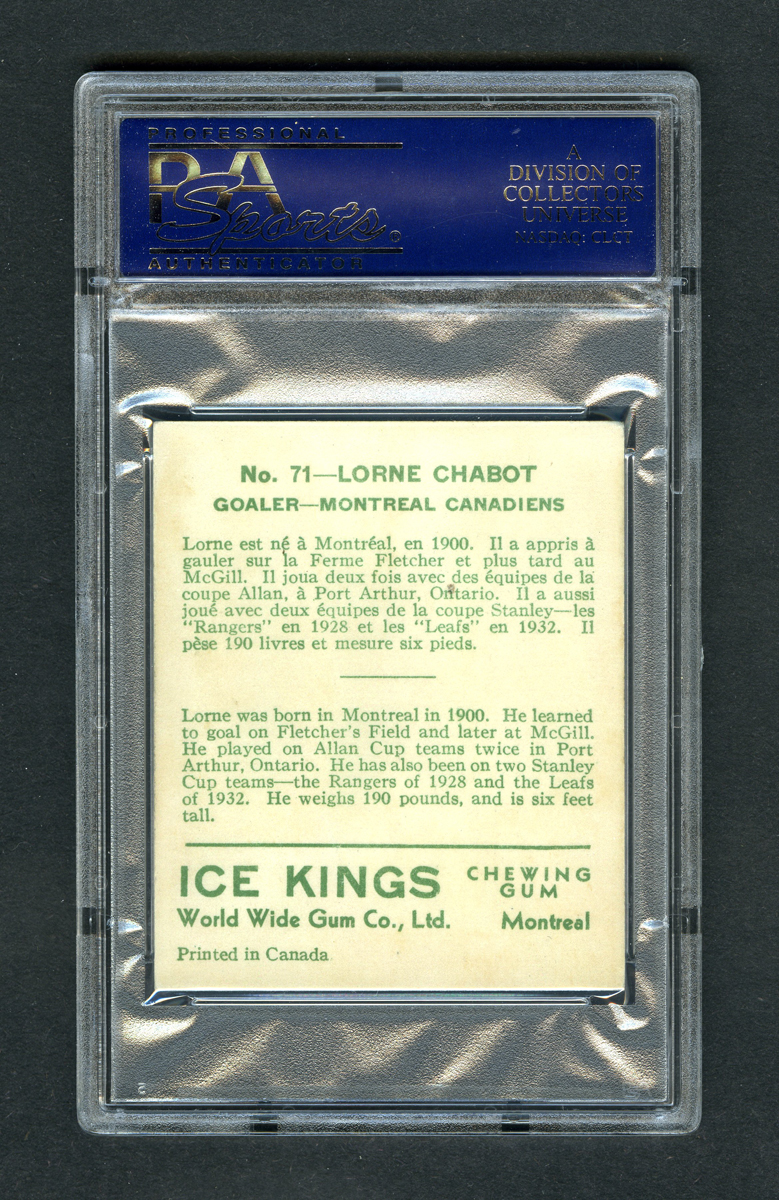 PROFESSIONAL
PSA
Sports®
AUTHENTICATOR
A
DIVISION OF
COLLECTORS
UNIVERSE
NASDAQ: CLCT
No. 71—LORNE CHABOT
GOALER—MONTREAL CANADIENS
Lorne est né à Montréal, en 1900. Il a appris à
gauler sur la Ferme Fletcher et plus tard au
McGill. Il joua deux fois avec des équipes de la
coupe Allan, à Port Arthur, Ontario. Il a aussi
joué avec deux équipes de la coupe Stanley—les
"Rangers" en 1928 et les "Leafs" en 1932. Il
pèse 190 livres et mesure six pieds.
Lorne was born in Montreal in 1900. He learned
to goal on Fletcher's Field and later at McGill.
He played on Allan Cup teams twice in Port
Arthur, Ontario. He has also been on two Stanley
Cup teams—the Rangers of 1928 and the Leafs
of 1932. He weighs 190 pounds, and is six feet
tall.
ICE KINGS CHEWING GUM
World Wide Gum Co., Ltd. Montreal
Printed in Canada